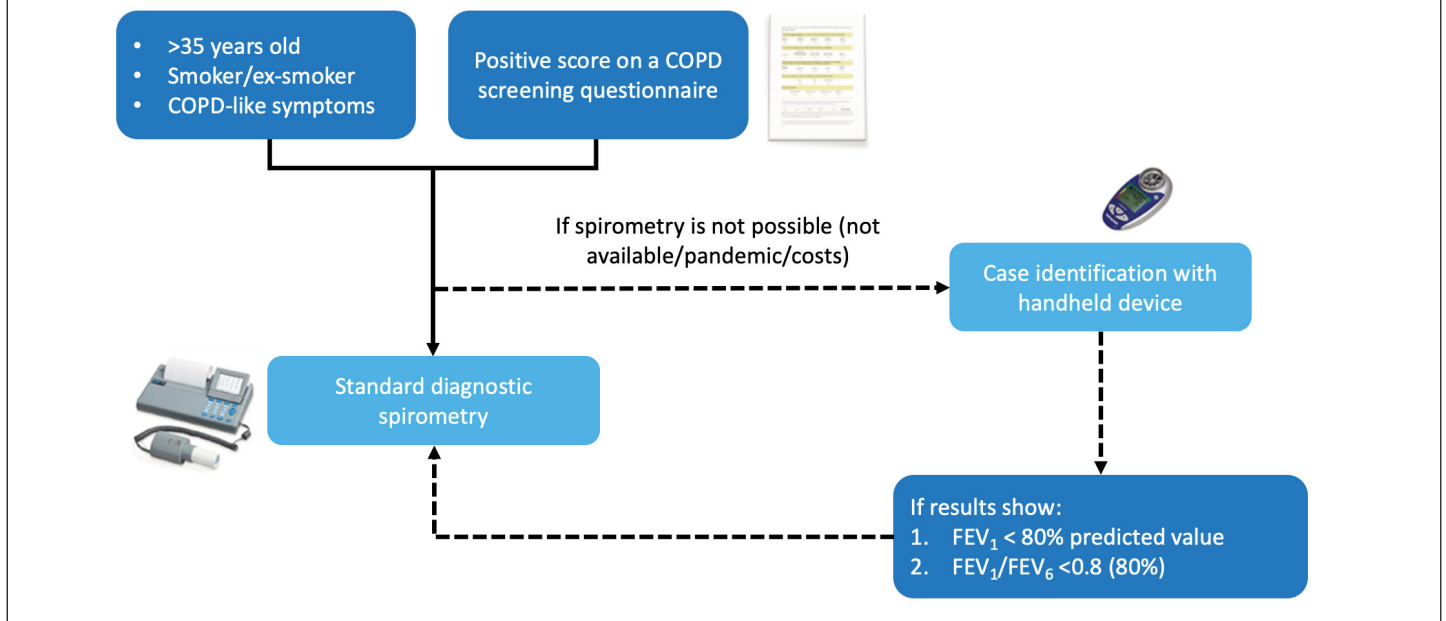 • >35 years old
• Smoker/ex-smoker
• COPD-like symptoms
Positive score on a COPD
screening questionnaire
If spirometry is not possible (not
available/pandemic/costs)
Case identification with
handheld device
Standard diagnostic
spirometry
If results show:
1. FEV₁ < 80% predicted value
2. FEV₁/FEV₆ <0.8 (80%)